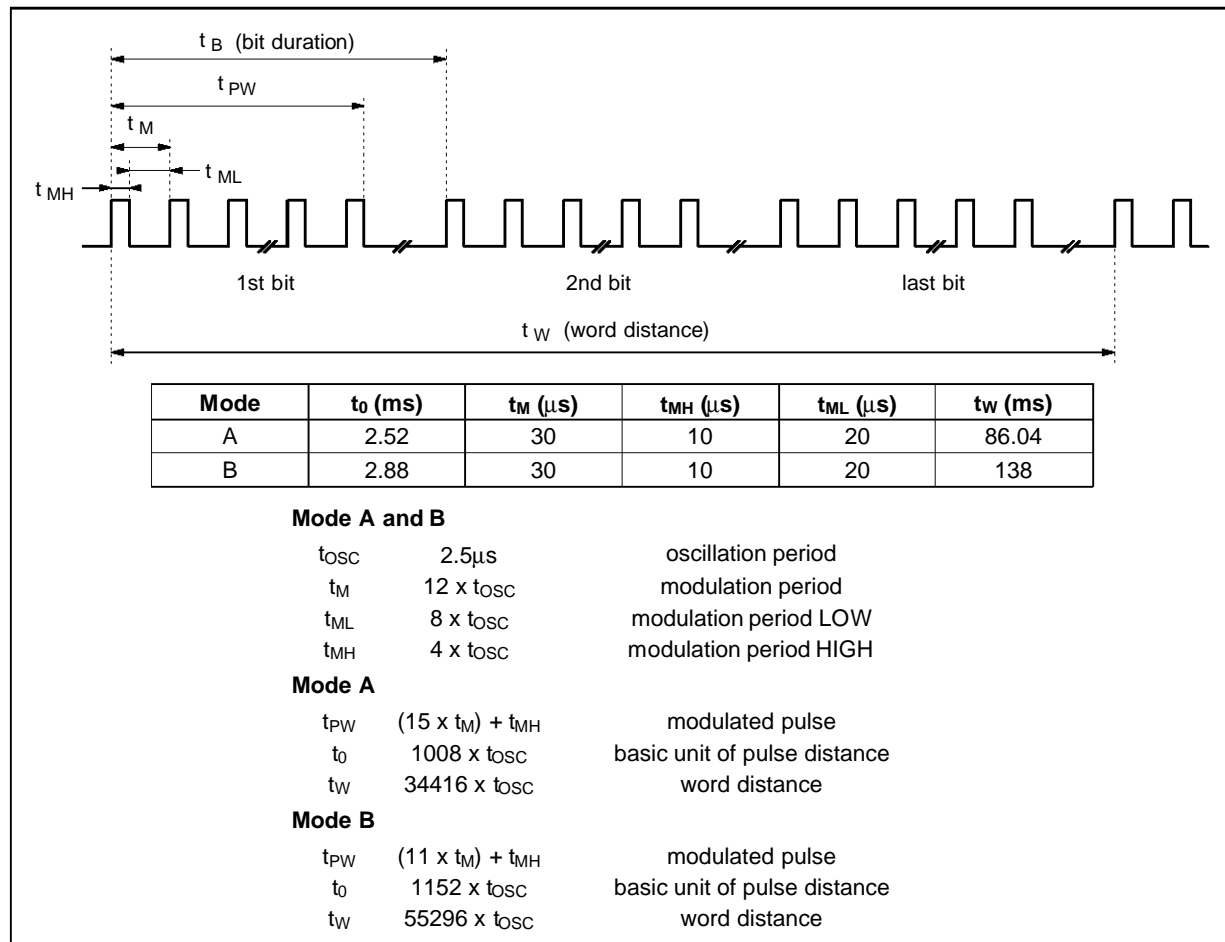 t B (bit duration)
t PW
t M
t ML
t MH
1st bit
2nd bit
last bit
t W (word distance)
Mode t0 (ms) tM (μs) tMH (μs) tML (μs) tW (ms)
A 2.52 30 10 20 86.04
B 2.88 30 10 20 138
Mode A and B
tOSC 2.5μs oscillation period
tM 12 x tOSC modulation period
tML 8 x tOSC modulation period LOW
tMH 4 x tOSC modulation period HIGH
Mode A
tPW (15 x tM) + tMH modulated pulse
t0 1008 x tOSC basic unit of pulse distance
tW 34416 x tOSC word distance
Mode B
tPW (11 x tM) + tMH modulated pulse
t0 1152 x tOSC basic unit of pulse distance
tW 55296 x tOSC word distance